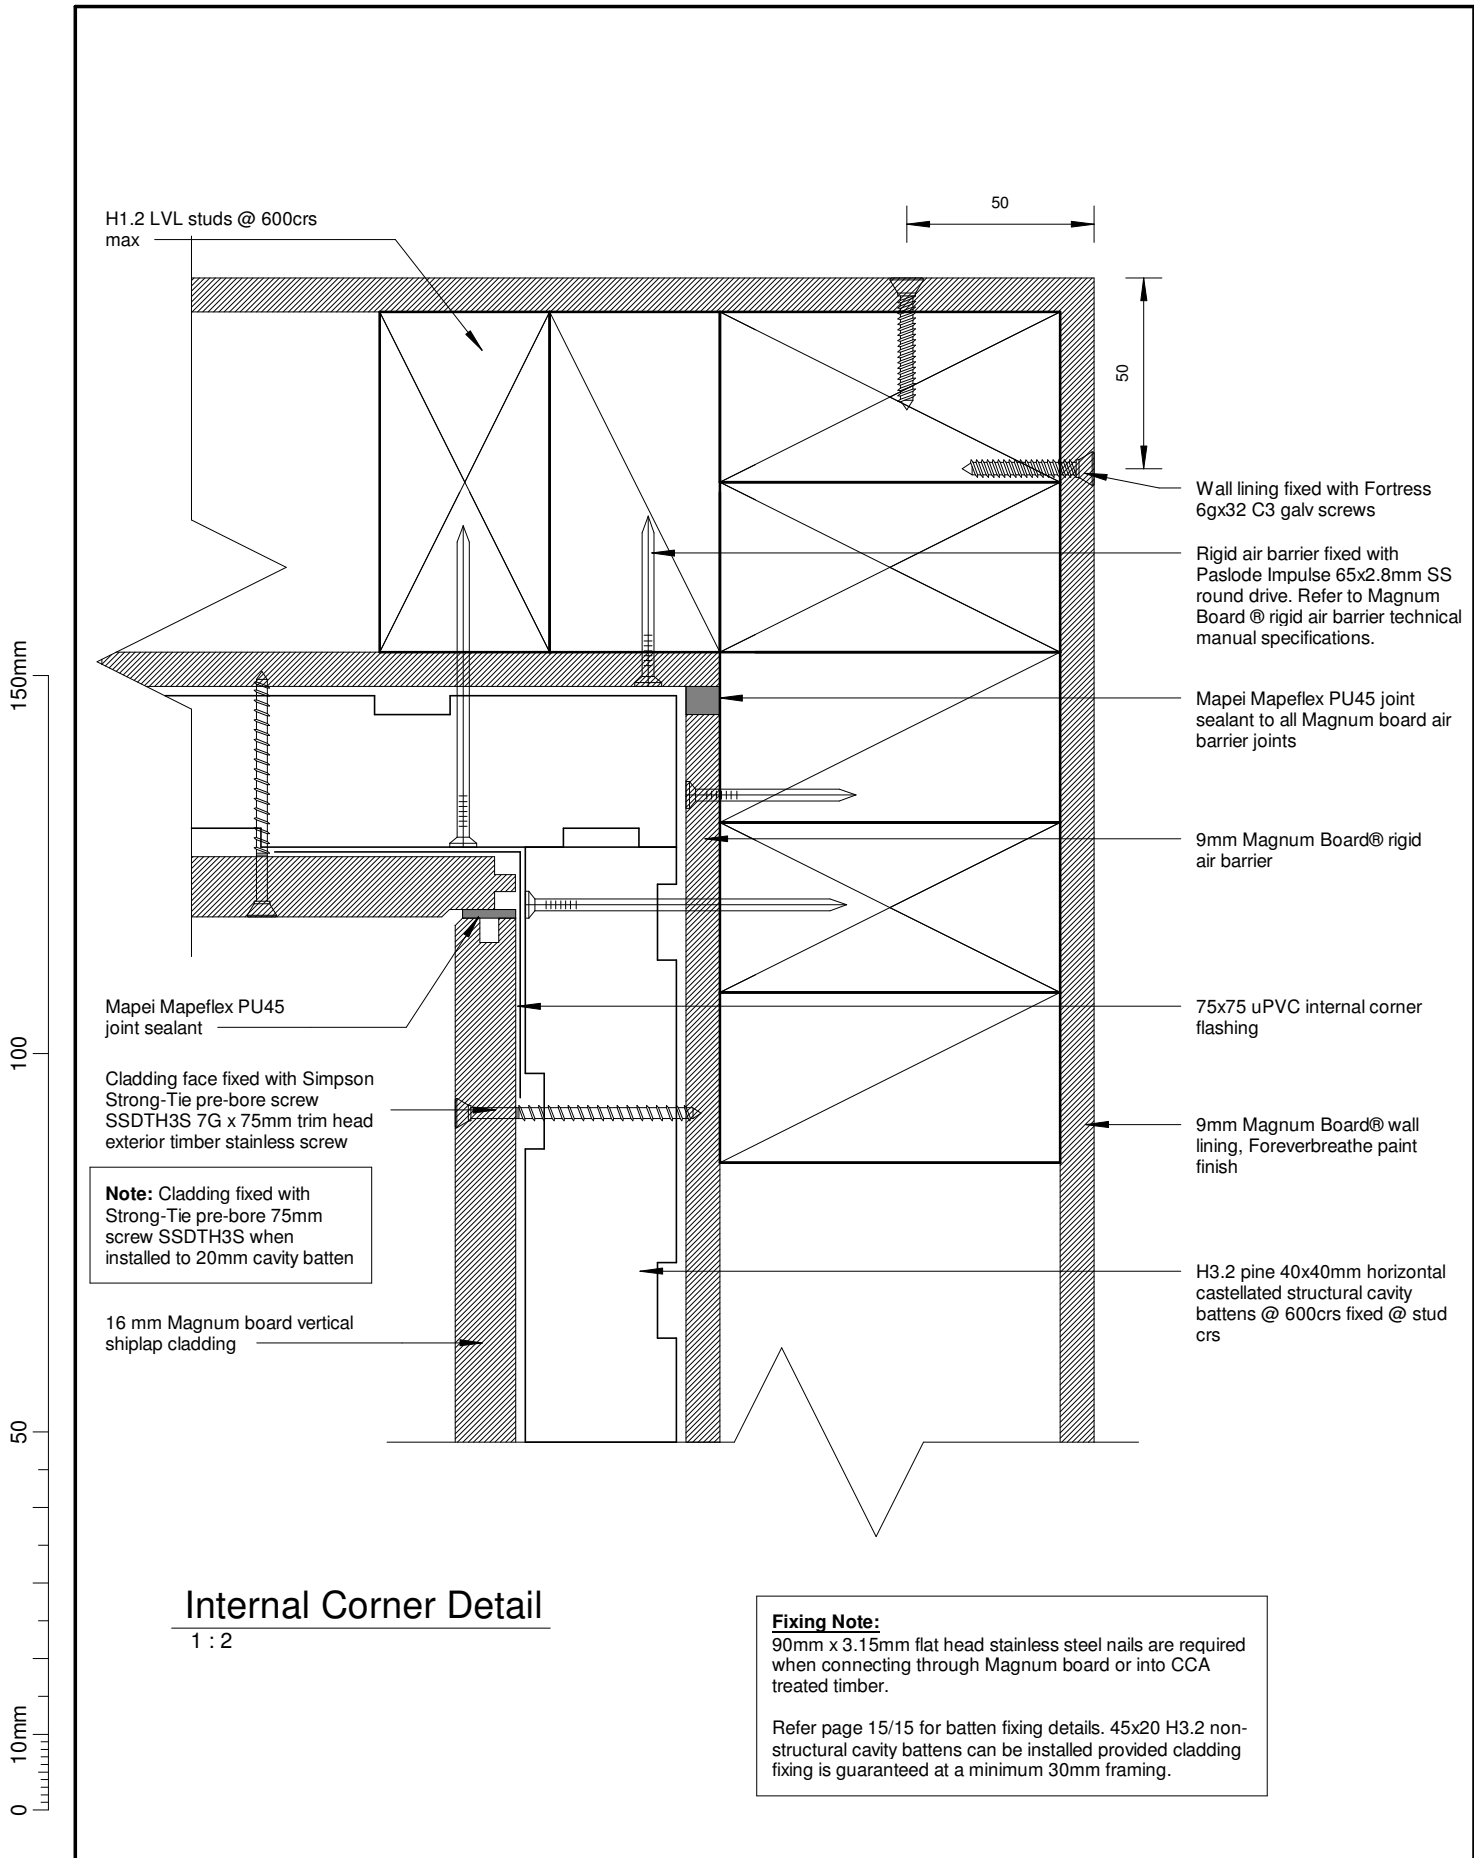 50
H1.2 LVL studs @ 600crs
max
50
Wall lining fixed with Fortress
6gx32 C3 galv screws
Rigid air barrier fixed with
Paslode Impulse 65x2.8mm SS
round drive. Refer to Magnum
Board ® rigid air barrier technical
manual specifications.
Mapei Mapeflex PU45 joint
sealant to all Magnum board air
barrier joints
9mm Magnum Board® rigid
air barrier
75x75 uPVC internal corner
flashing
9mm Magnum Board® wall
lining, Foreverbreathe paint
finish
H3.2 pine 40x40mm horizontal
castellated structural cavity
battens @ 600crs fixed @ stud
crs
Mapei Mapeflex PU45
joint sealant
Cladding face fixed with Simpson
Strong-Tie pre-bore screw
SSDTH3S 7G x 75mm trim head
exterior timber stainless screw
Note: Cladding fixed with
Strong-Tie pre-bore 75mm
screw SSDTH3S when
installed to 20mm cavity batten
16 mm Magnum board vertical
shiplap cladding
150mm
100
50
10mm
0
Internal Corner Detail
1 : 2
Fixing Note:
90mm x 3.15mm flat head stainless steel nails are required
when connecting through Magnum board or into CCA
treated timber.
Refer page 15/15 for batten fixing details. 45x20 H3.2 non-
structural cavity battens can be installed provided cladding
fixing is guaranteed at a minimum 30mm framing.